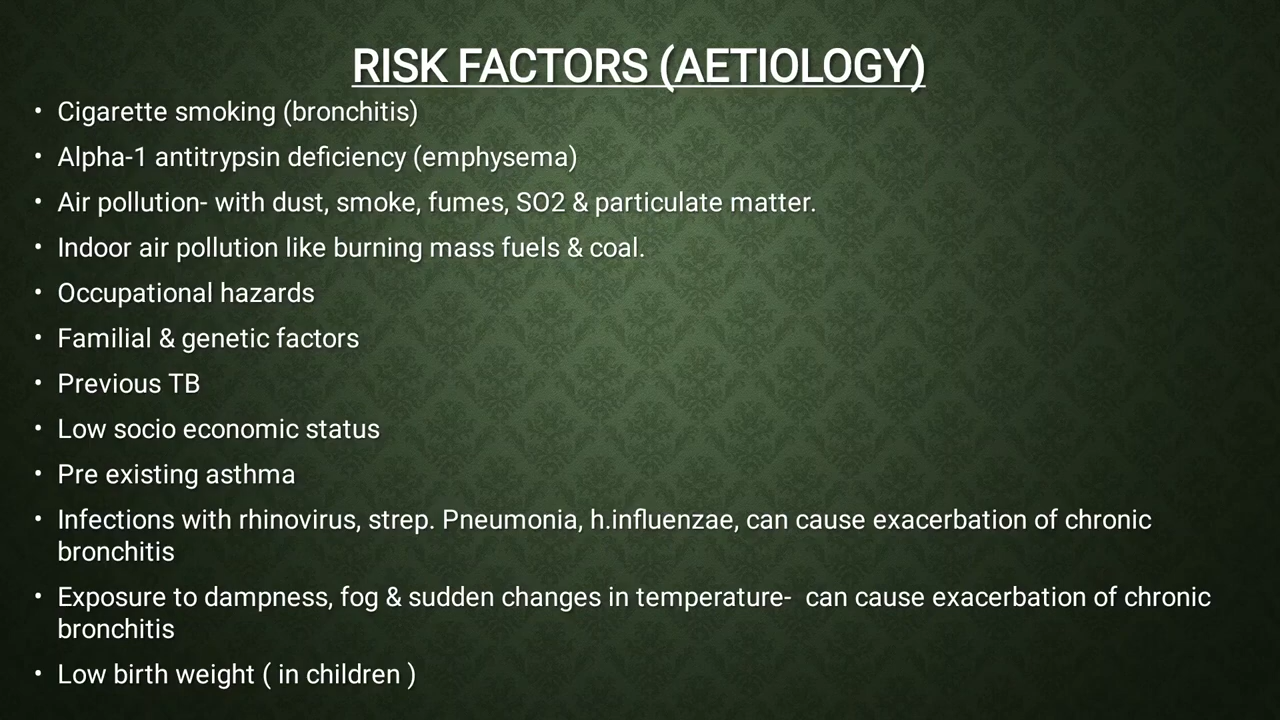 RISK FACTORS (AETIOLOGY)
• Cigarette smoking (bronchitis)
• Alpha-1 antitrypsin deficiency (emphysema)
• Air pollution- with dust, smoke, fumes, SO2 & particulate matter.
• Indoor air pollution like burning mass fuels & coal.
• Occupational hazards
• Familial & genetic factors
• Previous TB
• Low socio economic status
• Pre existing asthma
• Infections with rhinovirus, strep. Pneumonia, h.influenzae, can cause exacerbation of chronic
bronchitis
• Exposure to dampness, fog & sudden changes in temperature-  can cause exacerbation of chronic
bronchitis
• Low birth weight ( in children )